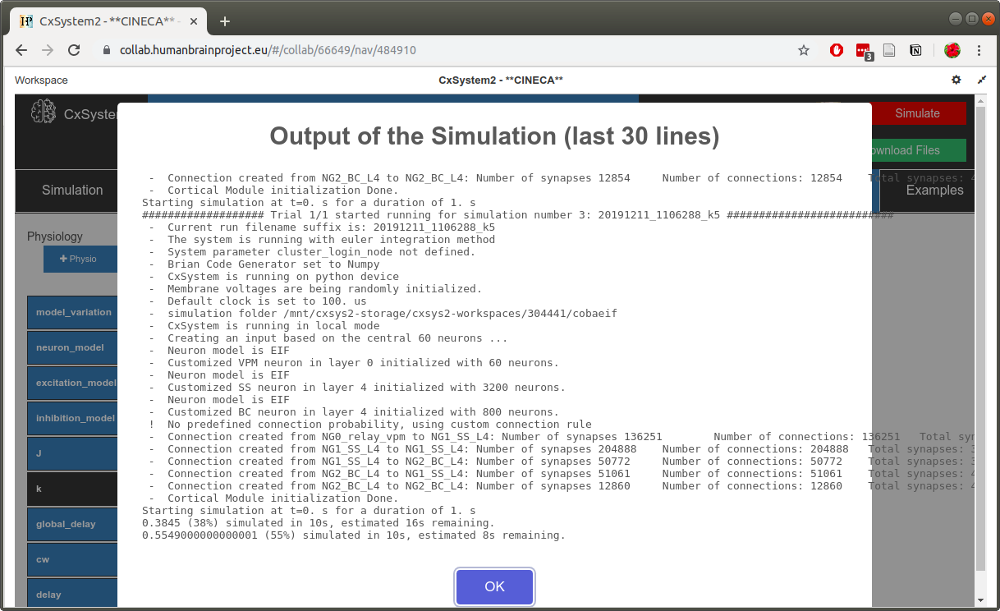 CxSystem2 - **CINECA** -
collab.humanbrainproject.eu/#/collab/66649/nav/484910
3
Workspace
CxSystem2 - **CINECA**
CxSyste
Simulate
ownload Files
Simulation
Examples
Physiology
+ Physio
model_variation
neuron_model
excitation_model
inhibition_model
J
k
global_delay
cw
delay
Output of the Simulation (last 30 lines)
- Connection created from NG2_BC_L4 to NG2_BC_L4: Number of synapses 12854 Number of connections: 12854 Total synapses: 4
- Cortical Module initialization Done.
Starting simulation at t=0. s for a duration of 1. s
################### Trial 1/1 started running for simulation number 3: 20191211_1106288_k5 ##########################
- Current run filename suffix is: 20191211_1106288_k5
- The system is running with euler integration method
- System parameter cluster_login_node not defined.
- Brian Code Generator set to Numpy
- CxSystem is running on python device
- Membrane voltages are being randomly initialized.
- Default clock is set to 100. us
- simulation folder /mnt/cxsys2-storage/cxsys2-workspaces/304441/cobaeif
- CxSystem is running in local mode
- Creating an input based on the central 60 neurons ...
- Neuron model is EIF
- Customized VPM neuron in layer 0 initialized with 60 neurons.
- Neuron model is EIF
- Customized SS neuron in layer 4 initialized with 3200 neurons.
- Neuron model is EIF
- Customized BC neuron in layer 4 initialized with 800 neurons.
! No predefined connection probability, using custom connection rule
- Connection created from NG0_relay_vpm to NG1_SS_L4: Number of synapses 136251 Number of connections: 136251 Total syn
- Connection created from NG1_SS_L4 to NG1_SS_L4: Number of synapses 204888 Number of connections: 204888 Total synapses: 3
- Connection created from NG1_SS_L4 to NG2_BC_L4: Number of synapses 50772 Number of connections: 50772 Total synapses: 3
- Connection created from NG2_BC_L4 to NG1_SS_L4: Number of synapses 51061 Number of connections: 51061 Total synapses: 4
- Connection created from NG2_BC_L4 to NG2_BC_L4: Number of synapses 12860 Number of connections: 12860 Total synapses: 4
- Cortical Module initialization Done.
Starting simulation at t=0. s for a duration of 1. s
0.3845 (38%) simulated in 10s, estimated 16s remaining.
0.5549000000000001 (55%) simulated in 10s, estimated 8s remaining.
OK